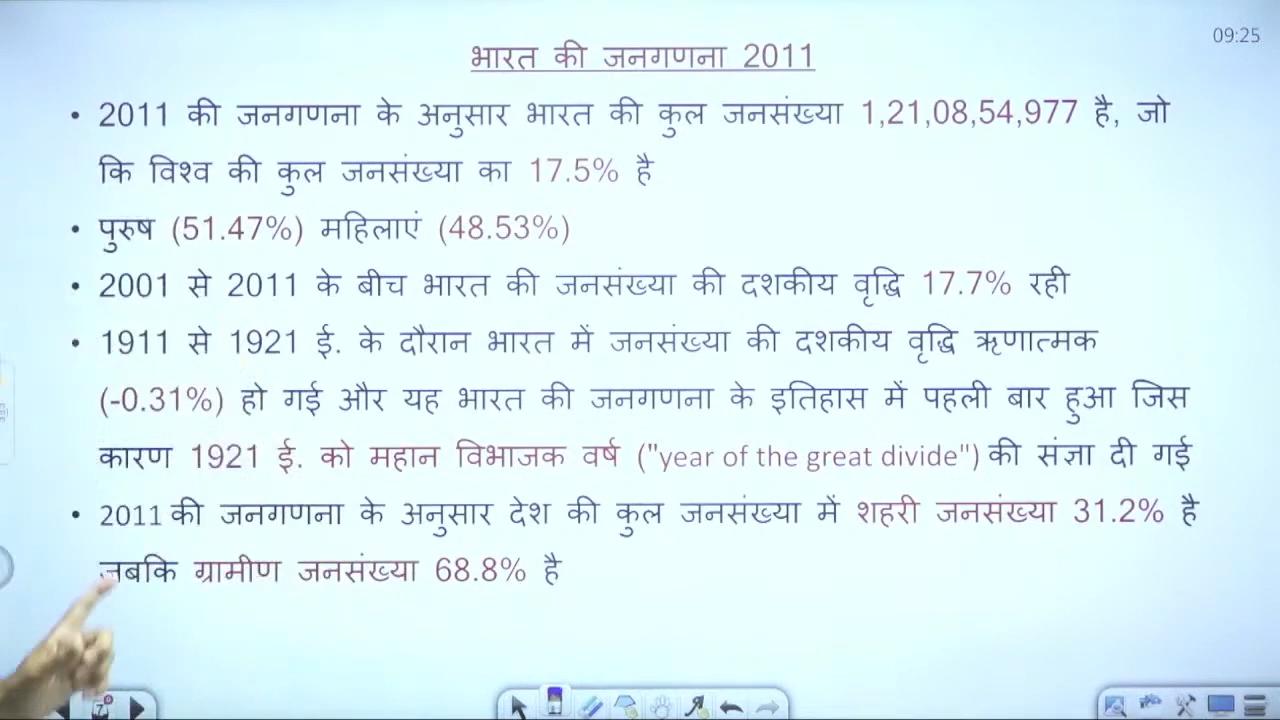 09:25
भारत की जनगणना 2011
• 2011 की जनगणना के अनुसार भारत की कुल जनसंख्या 1,21,08,54,977 है, जो
कि विश्व की कुल जनसंख्या का 17.5% है
• पुरुष (51.47%) महिलाएं (48.53%)
• 2001 से 2011 के बीच भारत की जनसंख्या की दशकीय वृद्धि 17.7% रही
• 1911 से 1921 ई. के दौरान भारत में जनसंख्या की दशकीय वृद्धि ऋणात्मक
(-0.31%) हो गई और यह भारत की जनगणना के इतिहास में पहली बार हुआ जिस
कारण 1921 ई. को महान विभाजक वर्ष ("year of the great divide") की संज्ञा दी गई
• 2011 की जनगणना के अनुसार देश की कुल जनसंख्या में शहरी जनसंख्या 31.2% है
जबकि ग्रामीण जनसंख्या 68.8% है